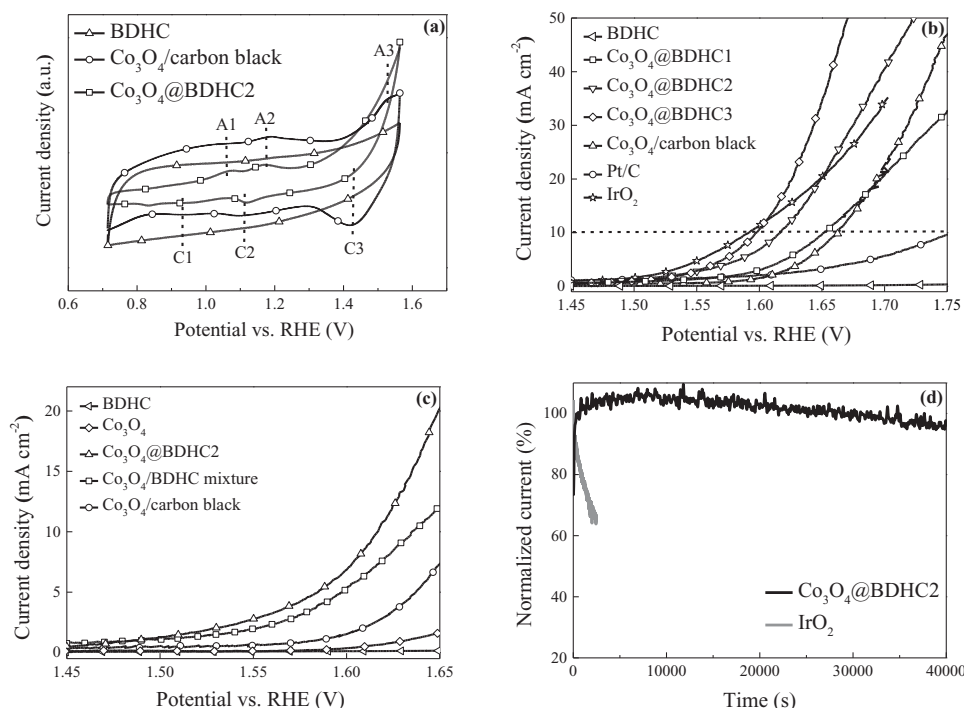 (a)
BDHC
Co₃O₄/carbon black
Co₃O₄@BDHC2
A1
A2
A3
C1
C2
C3
Current density (a.u.)
0.6
0.8
1.0
1.2
1.4
1.6
Potential vs. RHE (V)
(b)
BDHC
Co₃O₄@BDHC1
Co₃O₄@BDHC2
Co₃O₄@BDHC3
Co₃O₄/carbon black
Pt/C
IrO₂
Current density (mA cm⁻²)
50
40
30
20
10
0
1.45
1.50
1.55
1.60
1.65
1.70
1.75
Potential vs. RHE (V)
(c)
BDHC
Co₃O₄
Co₃O₄@BDHC2
Co₃O₄/BDHC mixture
Co₃O₄/carbon black
Current density (mA cm⁻²)
20
15
10
5
0
1.45
1.50
1.55
1.60
1.65
Potential vs. RHE (V)
(d)
Normalized current (%)
100
80
60
40
20
Co₃O₄@BDHC2
IrO₂
0
10000
20000
30000
40000
Time (s)